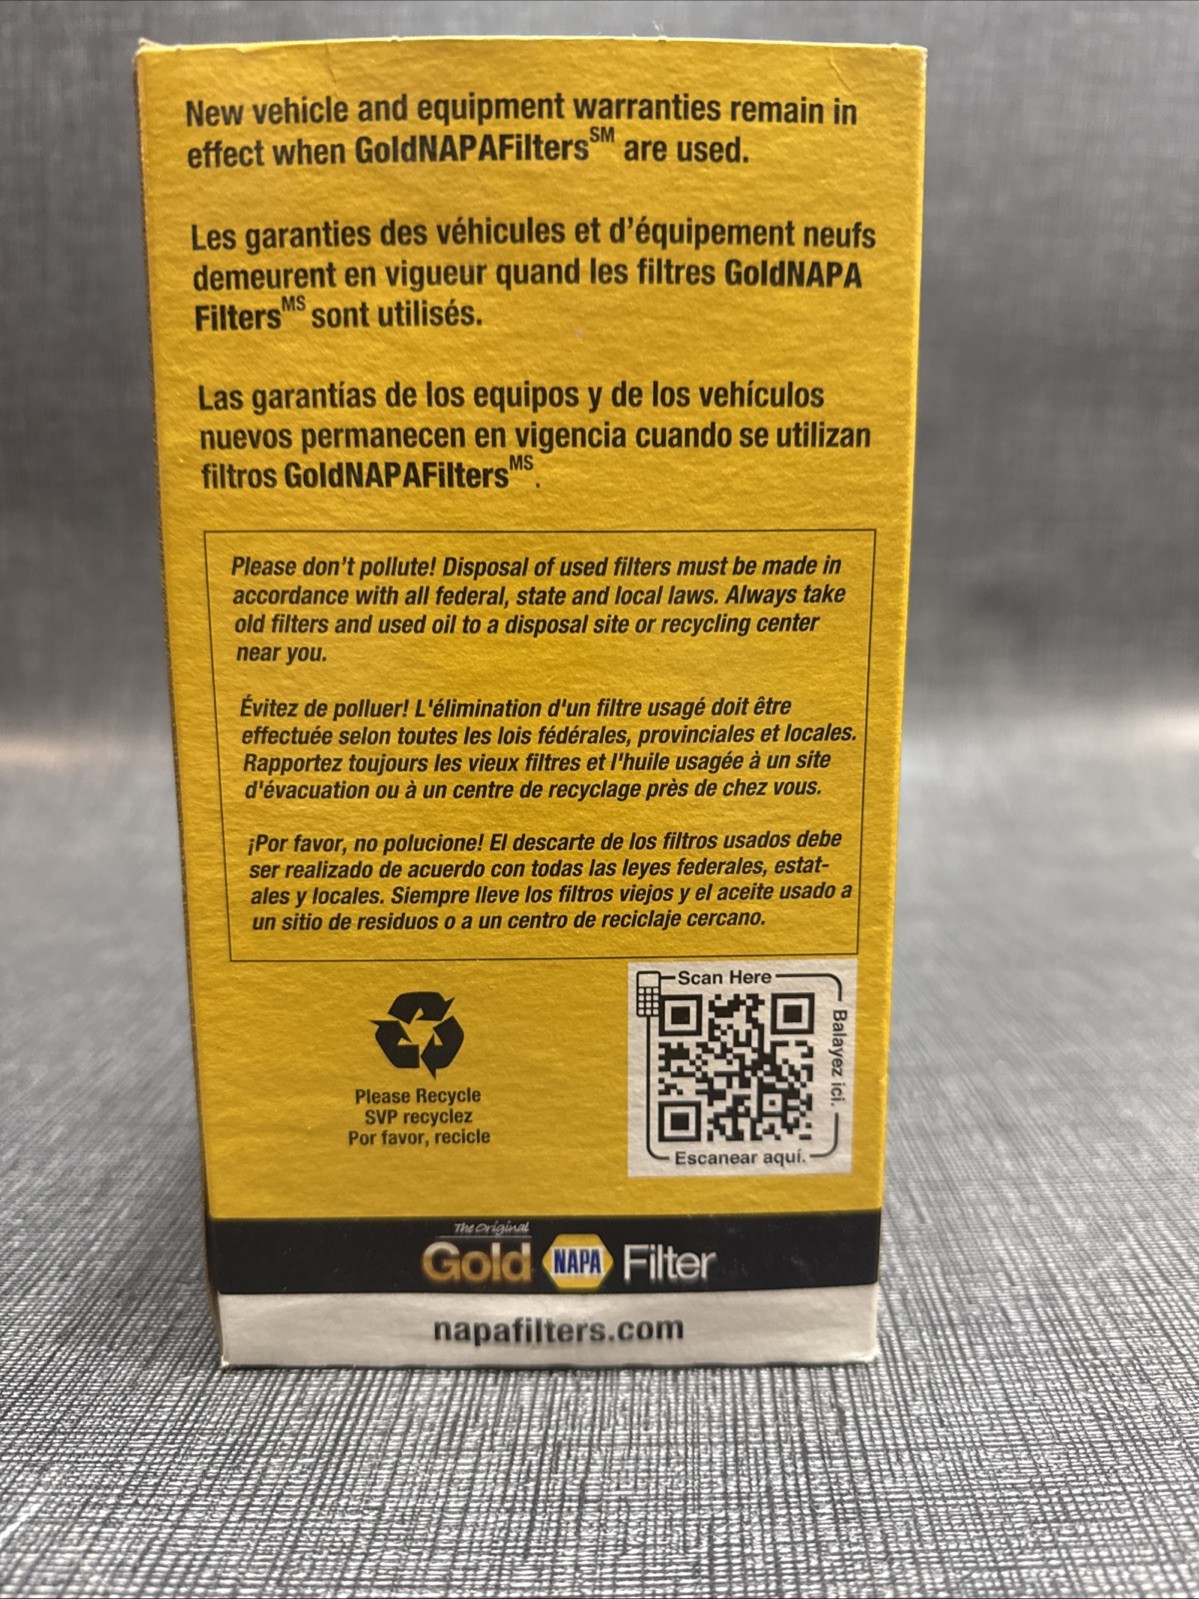 New vehicle and equipment warranties remain in
effect when GoldNAPAFilters℠ are used.
Les garanties des véhicules et d’équipement neufs
demeurent en vigueur quand les filtres GoldNAPA
Filters MS sont utilisés.
Las garantías de los equipos y de los vehículos
nuevos permanecen en vigencia cuando se utilizan
filtros GoldNAPAFilters MS.
Please don't pollute! Disposal of used filters must be made in
accordance with all federal, state and local laws. Always take
old filters and used oil to a disposal site or recycling center
near you.
Évitez de polluer! L'élimination d'un filtre usagé doit être
effectuée selon toutes les lois fédérales, provinciales et locales.
Rapportez toujours les vieux filtres et l'huile usagée à un site
d'évacuation ou à un centre de recyclage près de chez vous.
¡Por favor, no polucione! El descarte de los filtros usados debe
ser realizado de acuerdo con todas las leyes federales, estat-
ales y locales. Siempre lleve los filtros viejos y el aceite usado a
un sitio de residuos o a un centro de reciclaje cercano.
Please Recycle
SVP recyclez
Por favor, recicle
Scan Here
Balayez ici.
Escanear aquí.
The Original
Gold NAPA Filter
napafilters.com